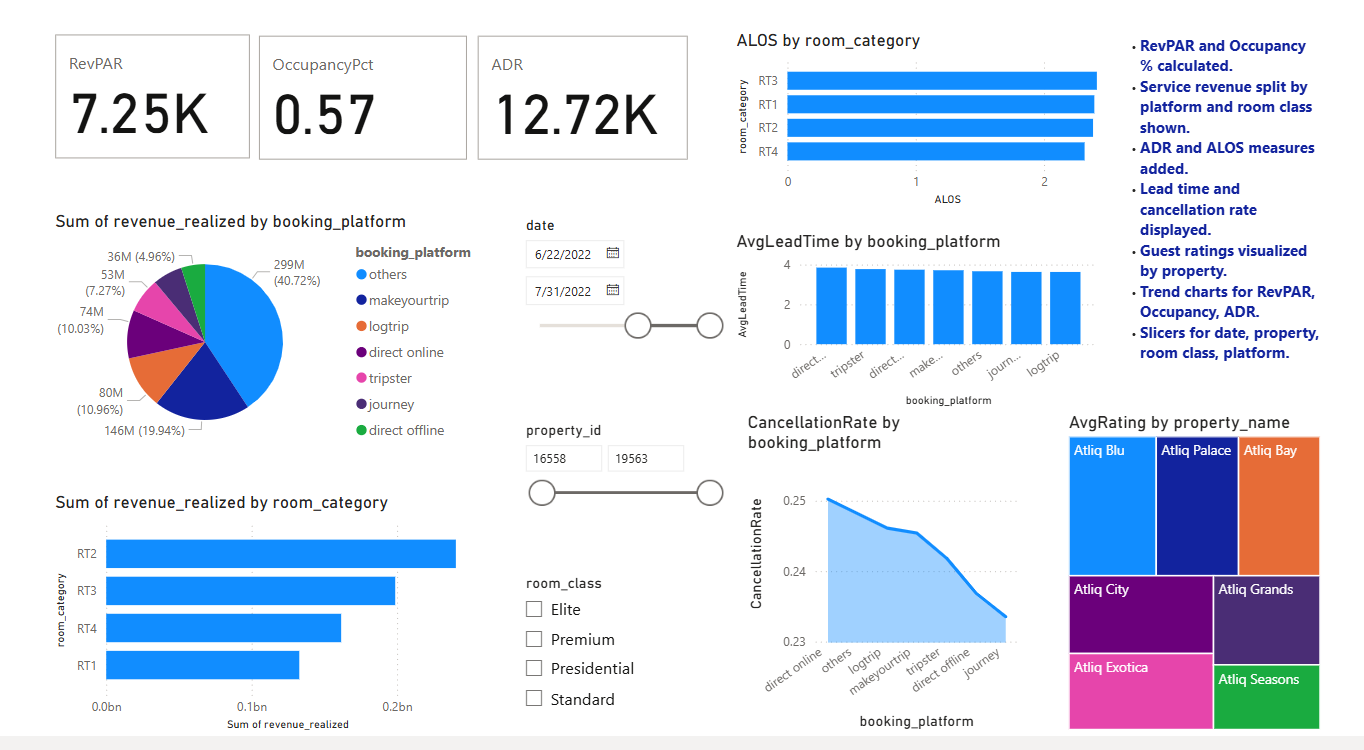 RevPAR
7.25K
OccupancyPct
0.57
ADR
12.72K
ALOS by room_category
room_category
RT3
RT1
RT2
RT4
0 1 2
ALOS
• RevPAR and Occupancy
% calculated.
• Service revenue split by
platform and room class
shown.
• ADR and ALOS measures
added.
• Lead time and
cancellation rate
displayed.
• Guest ratings visualized
by property.
• Trend charts for RevPAR,
Occupancy, ADR.
• Slicers for date, property,
room class, platform.
Sum of revenue_realized by booking_platform
36M (4.96%)
53M
(7.27%)
74M
(10.03%)
80M
(10.96%)
146M (19.94%)
299M
(40.72%)
booking_platform
others
makeyourtrip
logtrip
direct online
tripster
journey
direct offline
date
6/22/2022
7/31/2022
AvgLeadTime by booking_platform
AvgLeadTime
4
2
0
direct... tripster direct... make... others journ... logtrip
booking_platform
property_id
16558 19563
CancellationRate by
booking_platform
CancellationRate
0.25
0.24
0.23
direct online others logtrip makeyourtrip tripster direct offline journey
booking_platform
AvgRating by property_name
Atliq Blu
Atliq Palace
Atliq Bay
Atliq City
Atliq Grands
Atliq Exotica
Atliq Seasons
Sum of revenue_realized by room_category
room_category
RT2
RT3
RT4
RT1
0.0bn 0.1bn 0.2bn
Sum of revenue_realized
room_class
Elite
Premium
Presidential
Standard